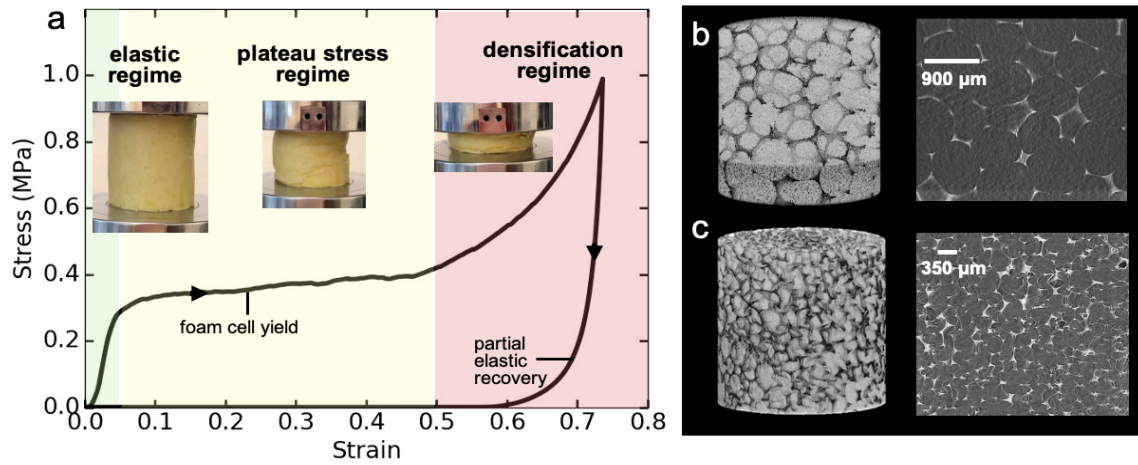 a
elastic
regime
plateau stress
regime
densification
regime
foam cell yield
partial
elastic
recovery
Stress (MPa)
1.0
0.8
0.6
0.4
0.2
0.0
0.0 0.1 0.2 0.3 0.4 0.5 0.6 0.7 0.8
Strain
b
900 µm
c
350 µm